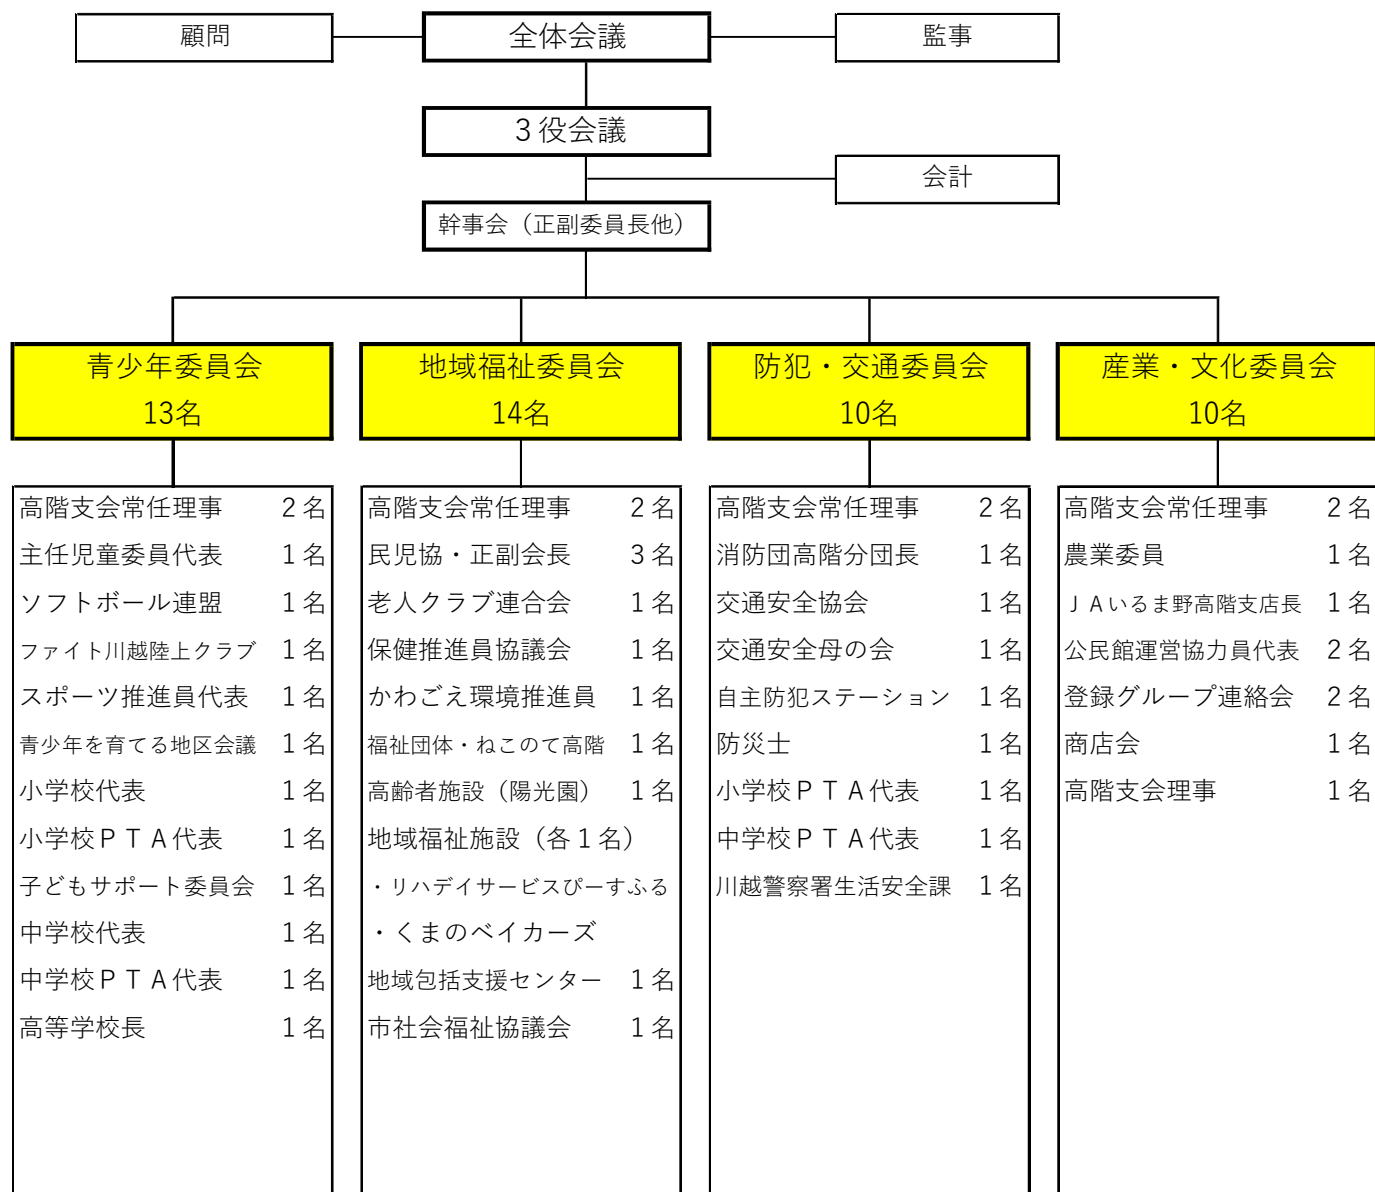 顧問
全体会議
監事
３役会議
会計
幹事会（正副委員長他）
青少年委員会
13名
地域福祉委員会
14名
防犯・交通委員会
10名
産業・文化委員会
10名
高階支会常任理事 ２名
主任児童委員代表 １名
ソフトボール連盟 １名
ファイト川越陸上クラブ １名
スポーツ推進員代表 １名
青少年を育てる地区会議 １名
小学校代表 １名
小学校ＰＴＡ代表 １名
子どもサポート委員会 １名
中学校代表 １名
中学校ＰＴＡ代表 １名
高等学校長 １名
高階支会常任理事 ２名
民児協・正副会長 ３名
老人クラブ連合会 １名
保健推進員協議会 １名
かわごえ環境推進員 １名
福祉団体・ねこのて高階 １名
高齢者施設（陽光園） １名
地域福祉施設（各１名）
・リハデイサービスぴーすふる
・くまのベイカーズ
地域包括支援センター １名
市社会福祉協議会 １名
高階支会常任理事 ２名
消防団高階分団長 １名
交通安全協会 １名
交通安全母の会 １名
自主防犯ステーション １名
防災士 １名
小学校ＰＴＡ代表 １名
中学校ＰＴＡ代表 １名
川越警察署生活安全課 １名
高階支会常任理事 ２名
農業委員 １名
ＪＡいるま野高階支店長 １名
公民館運営協力員代表 ２名
登録グループ連絡会 ２名
商店会 １名
高階支会理事 １名